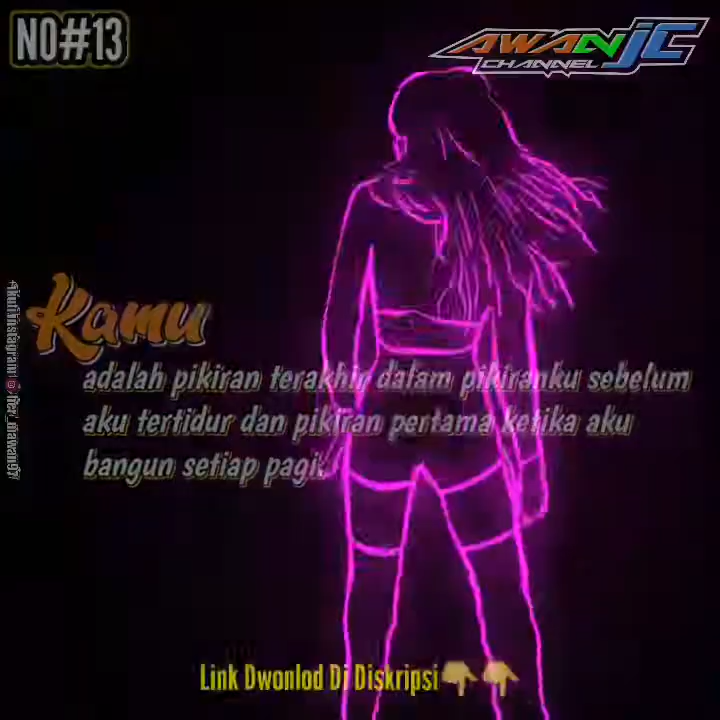 NO#13
AWAN JC
CHANNEL
Kamu
adalah pikiran terakhir dalam pikiranku sebelum
aku tertidur dan pikiran pertama ketika aku
bangun setiap pagi.
Link Dwonlod Di Diskripsi👇👇